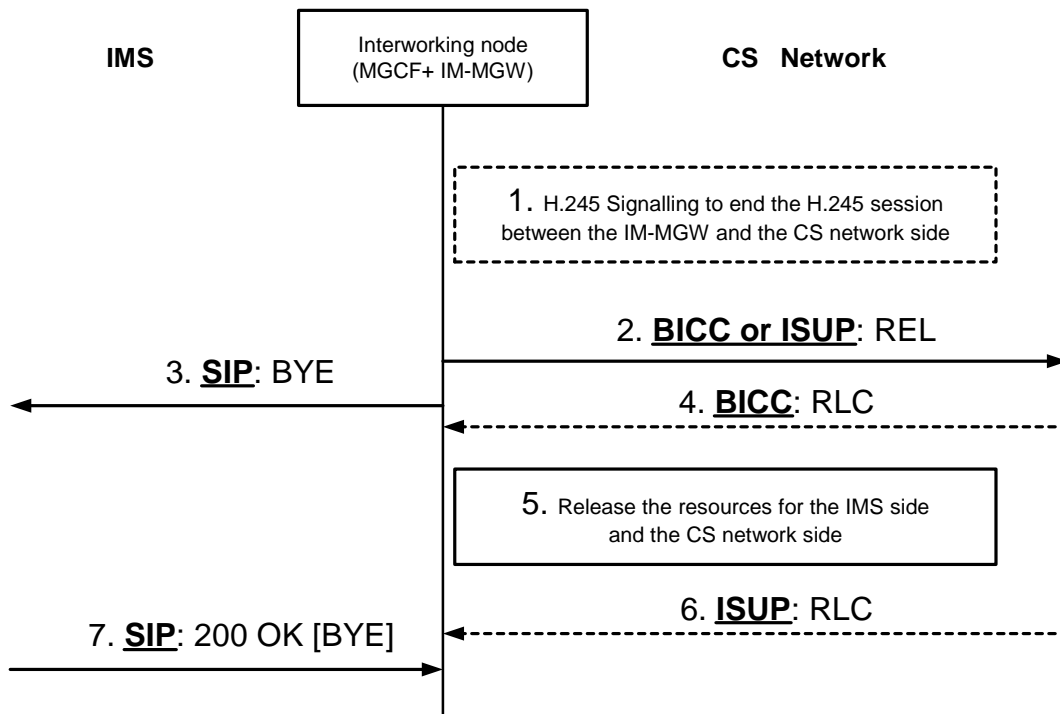 IMS
Interworking node
(MGCF+ IM-MGW)
CS Network
1. H.245 Signalling to end the H.245 session
between the IM-MGW and the CS network side
2. BICC or ISUP: REL
3. SIP: BYE
4. BICC: RLC
5. Release the resources for the IMS side
and the CS network side
6. ISUP: RLC
7. SIP: 200 OK [BYE]